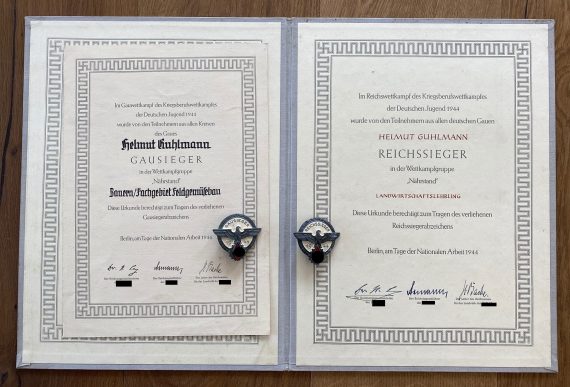 Im Gauwettkampf des Kriegsberufswettkampfes
der Deutschen Jugend 1944
wurde von den Teilnehmern aus allen Kreisen
des Gaues
Helmut Guhlmann
GAUSIEGER
in der Wettkampfgruppe
„Nährstand"
Bauern/Fachgebiet Feldgemüsebau
Diese Urkunde berechtigt zum Tragen des verliehenen
Gausiegerabzeichens
Berlin, am Tage der Nationalen Arbeit 1944
GAUSIEGER
Im Reichswettkampf des Kriegsberufswettkampfes
der Deutschen Jugend 1944
wurde von den Teilnehmern aus allen deutschen Gauen
HELMUT GUHLMANN
REICHSSIEGER
in der Wettkampfgruppe
„Nährstand"
LANDWIRTSCHAFTSLEHRLING
Diese Urkunde berechtigt zum Tragen des verliehenen
Reichssiegerabzeichens
Berlin, am Tage der Nationalen Arbeit 1944